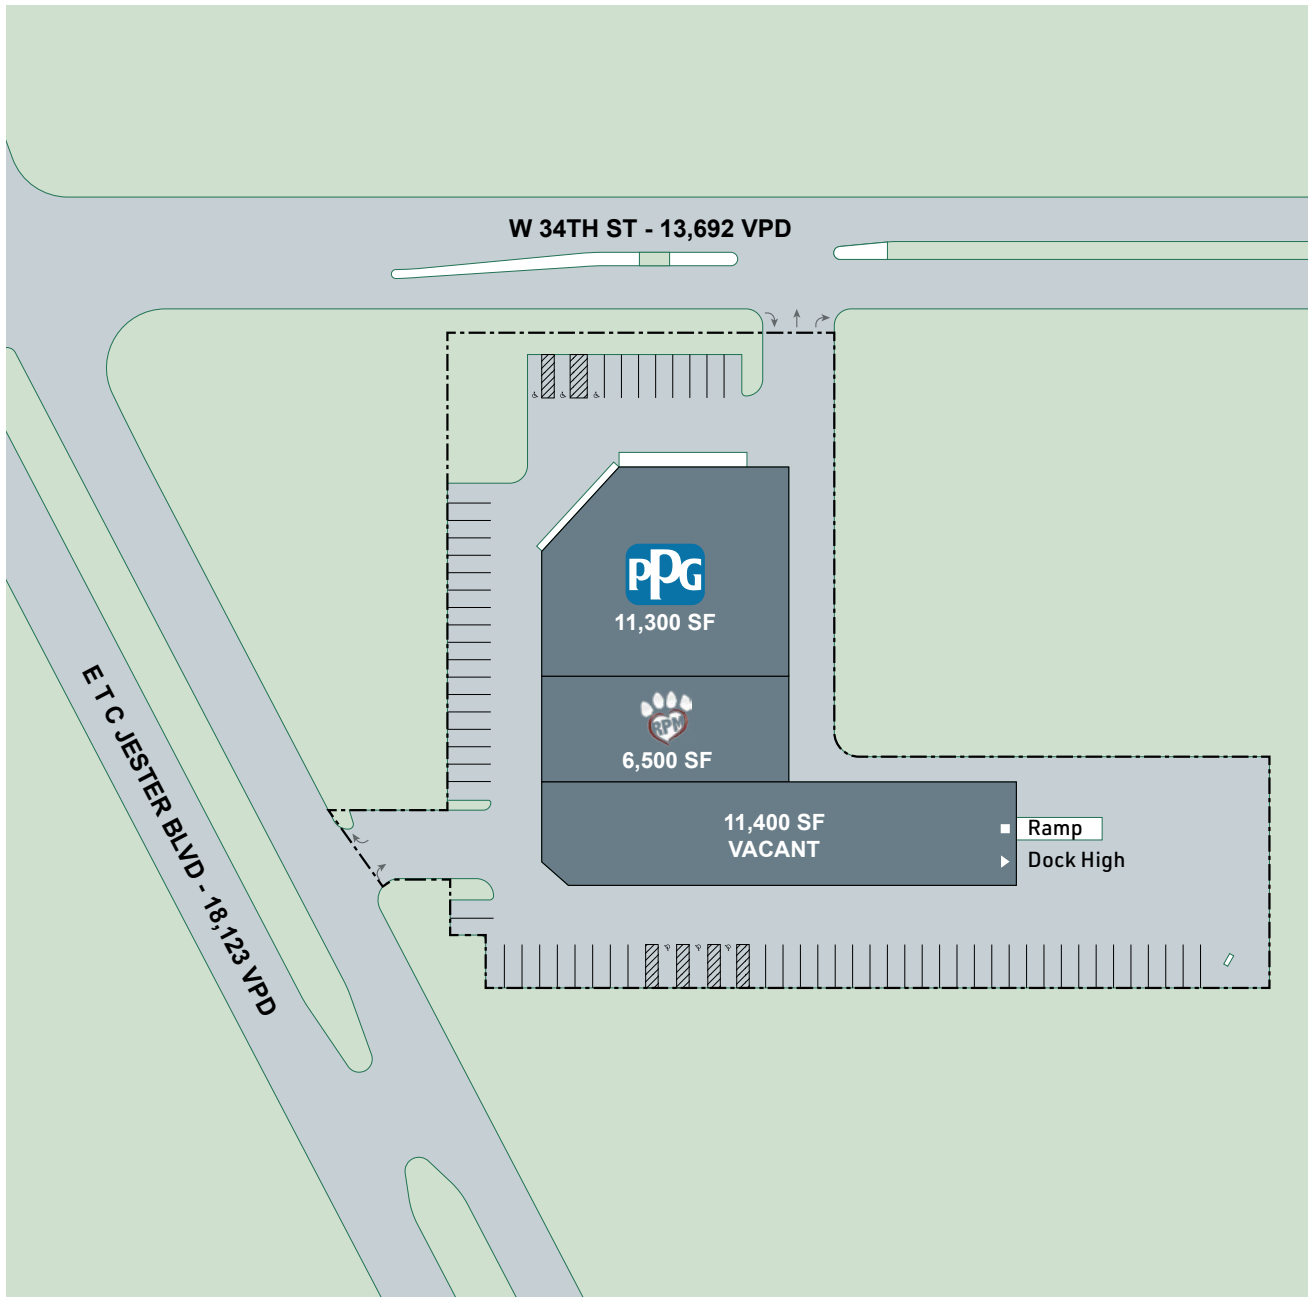 W 34TH ST - 13,692 VPD
PPG
11,300 SF
RPM
6,500 SF
11,400 SF
VACANT
Ramp
Dock High
E T C JESTER BLVD - 18,123 VPD